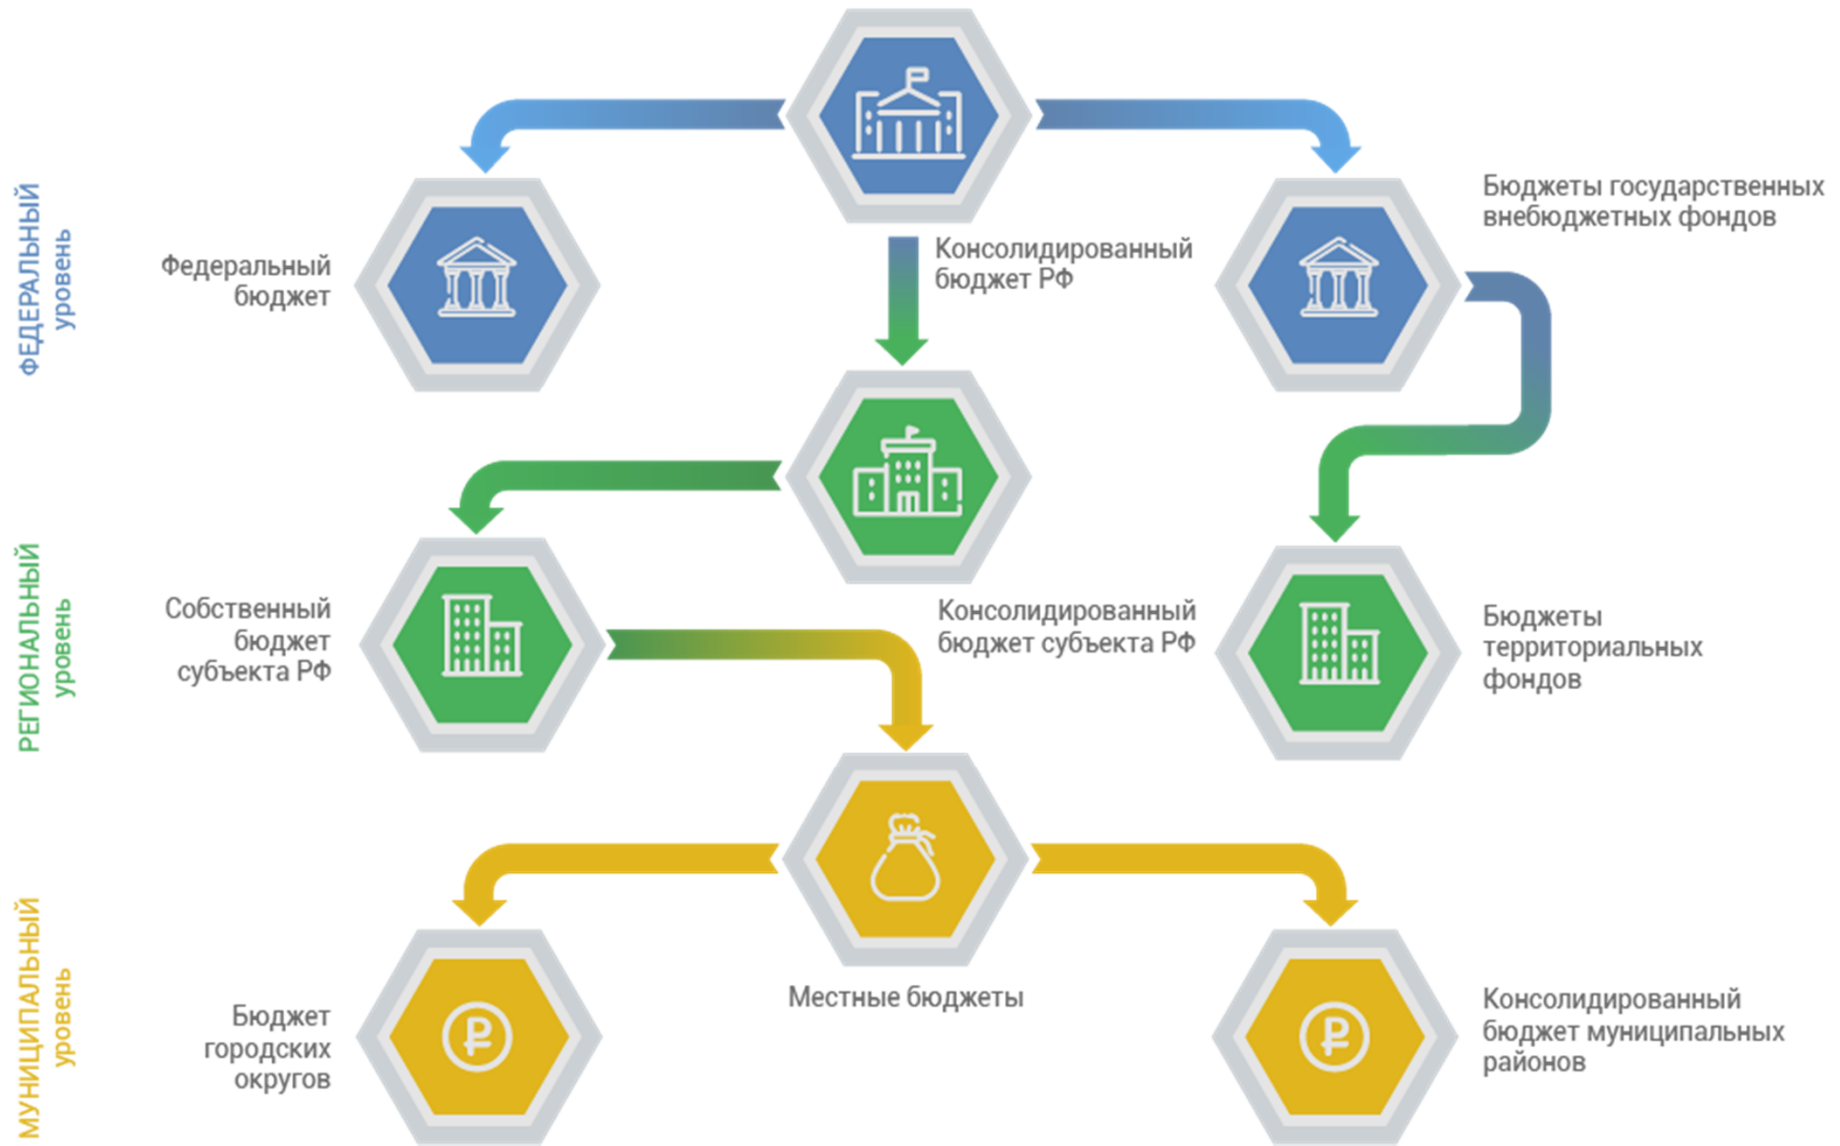 ФЕДЕРАЛЬНЫЙ
уровень
Федеральный
бюджет
Консолидированный
бюджет РФ
Бюджеты государственных
внебюджетных фондов
РЕГИОНАЛЬНЫЙ
уровень
Собственный
бюджет
субъекта РФ
Консолидированный
бюджет субъекта РФ
Бюджеты
территориальных
фондов
МУНИЦИПАЛЬНЫЙ
уровень
Местные бюджеты
Бюджет
городских
округов
Консолидированный
бюджет муниципальных
районов